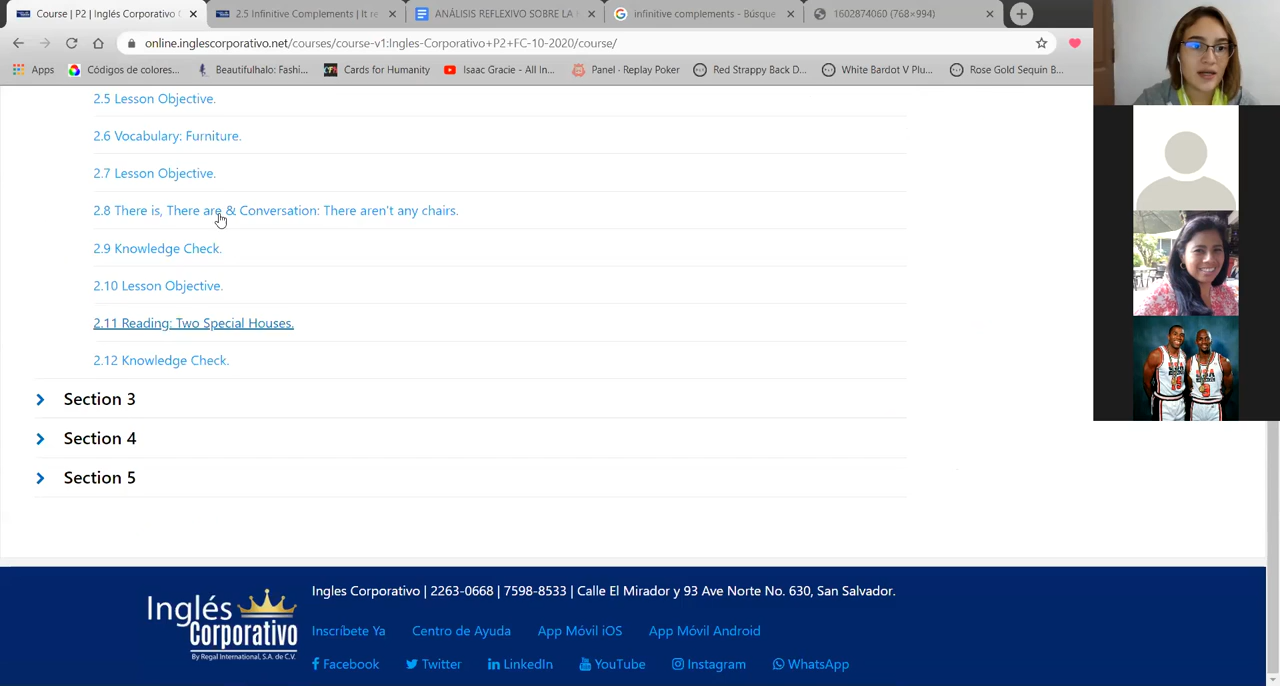 Course | P2 | Inglés Corporativo
2.5 Infinitive Complements | It re
ANÁLISIS REFLEXIVO SOBRE LA
infinitive complements - Búsque
1602874060 (768×994)
online.inglescorporativo.net/courses/course-v1:Ingles-Corporativo+P2+FC-10-2020/course/
Apps
Códigos de colores...
Beautifulhalo: Fashi...
Cards for Humanity
Isaac Gracie - All In...
Panel · Replay Poker
Red Strappy Back D...
White Bardot V Plu...
Rose Gold Sequin B...
2.5 Lesson Objective.
2.6 Vocabulary: Furniture.
2.7 Lesson Objective.
2.8 There is, There are & Conversation: There aren't any chairs.
2.9 Knowledge Check.
2.10 Lesson Objective.
2.11 Reading: Two Special Houses.
2.12 Knowledge Check.
Section 3
Section 4
Section 5
Inglés
Corporativo
By Regal International, S.A. de C.V.
Ingles Corporativo | 2263-0668 | 7598-8533 | Calle El Mirador y 93 Ave Norte No. 630, San Salvador.
Inscríbete Ya
Centro de Ayuda
App Móvil iOS
App Móvil Android
Facebook
Twitter
LinkedIn
YouTube
Instagram
WhatsApp